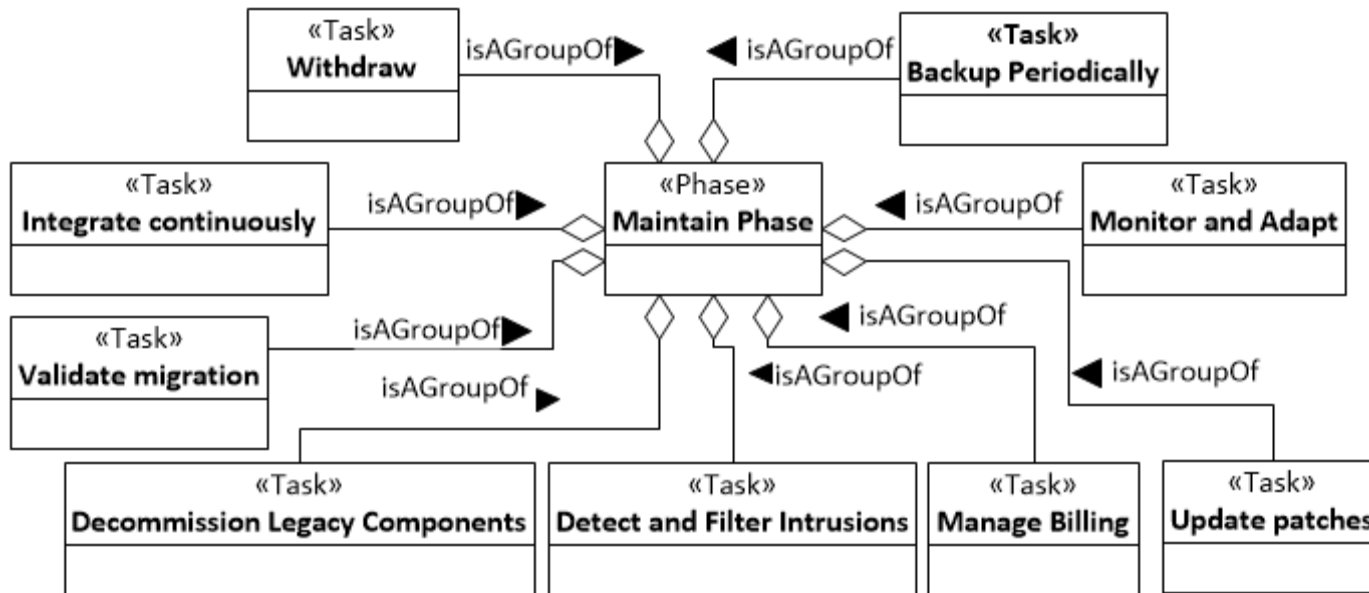 «Task»
Withdraw
isAGroupOf
isAGroupOf
«Task»
Backup Periodically
«Task»
Integrate continuously
isAGroupOf
«Phase»
Maintain Phase
isAGroupOf
«Task»
Monitor and Adapt
«Task»
Validate migration
isAGroupOf
isAGroupOf
isAGroupOf
isAGroupOf
isAGroupOf
«Task»
Decommission Legacy Components
«Task»
Detect and Filter Intrusions
«Task»
Manage Billing
«Task»
Update patches